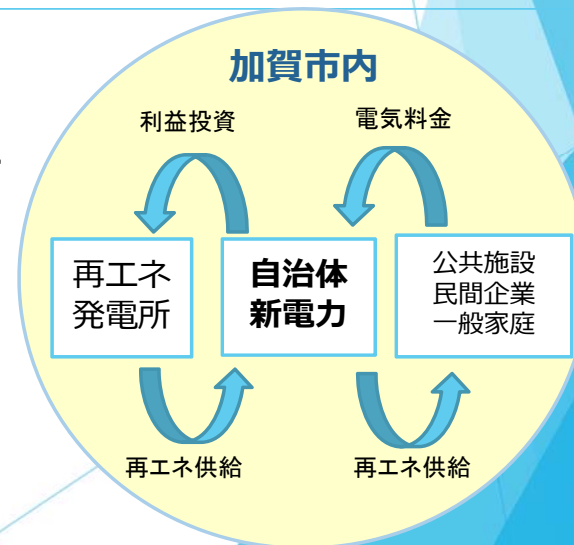 加賀市内
利益投資
電気料金
再エネ
発電所
自治体
新電力
公共施設
民間企業
一般家庭
再エネ供給
再エネ供給